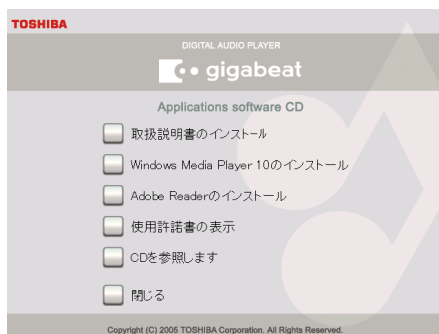 TOSHIBA
DIGITAL AUDIO PLAYER
gigabeat
Applications software CD
取扱説明書のインストール
Windows Media Player 10のインストール
Adobe Readerのインストール
使用許諾書の表示
CDを参照します
閉じる
Copyright (C) 2005 TOSHIBA Corporation. All Rights Reserved.